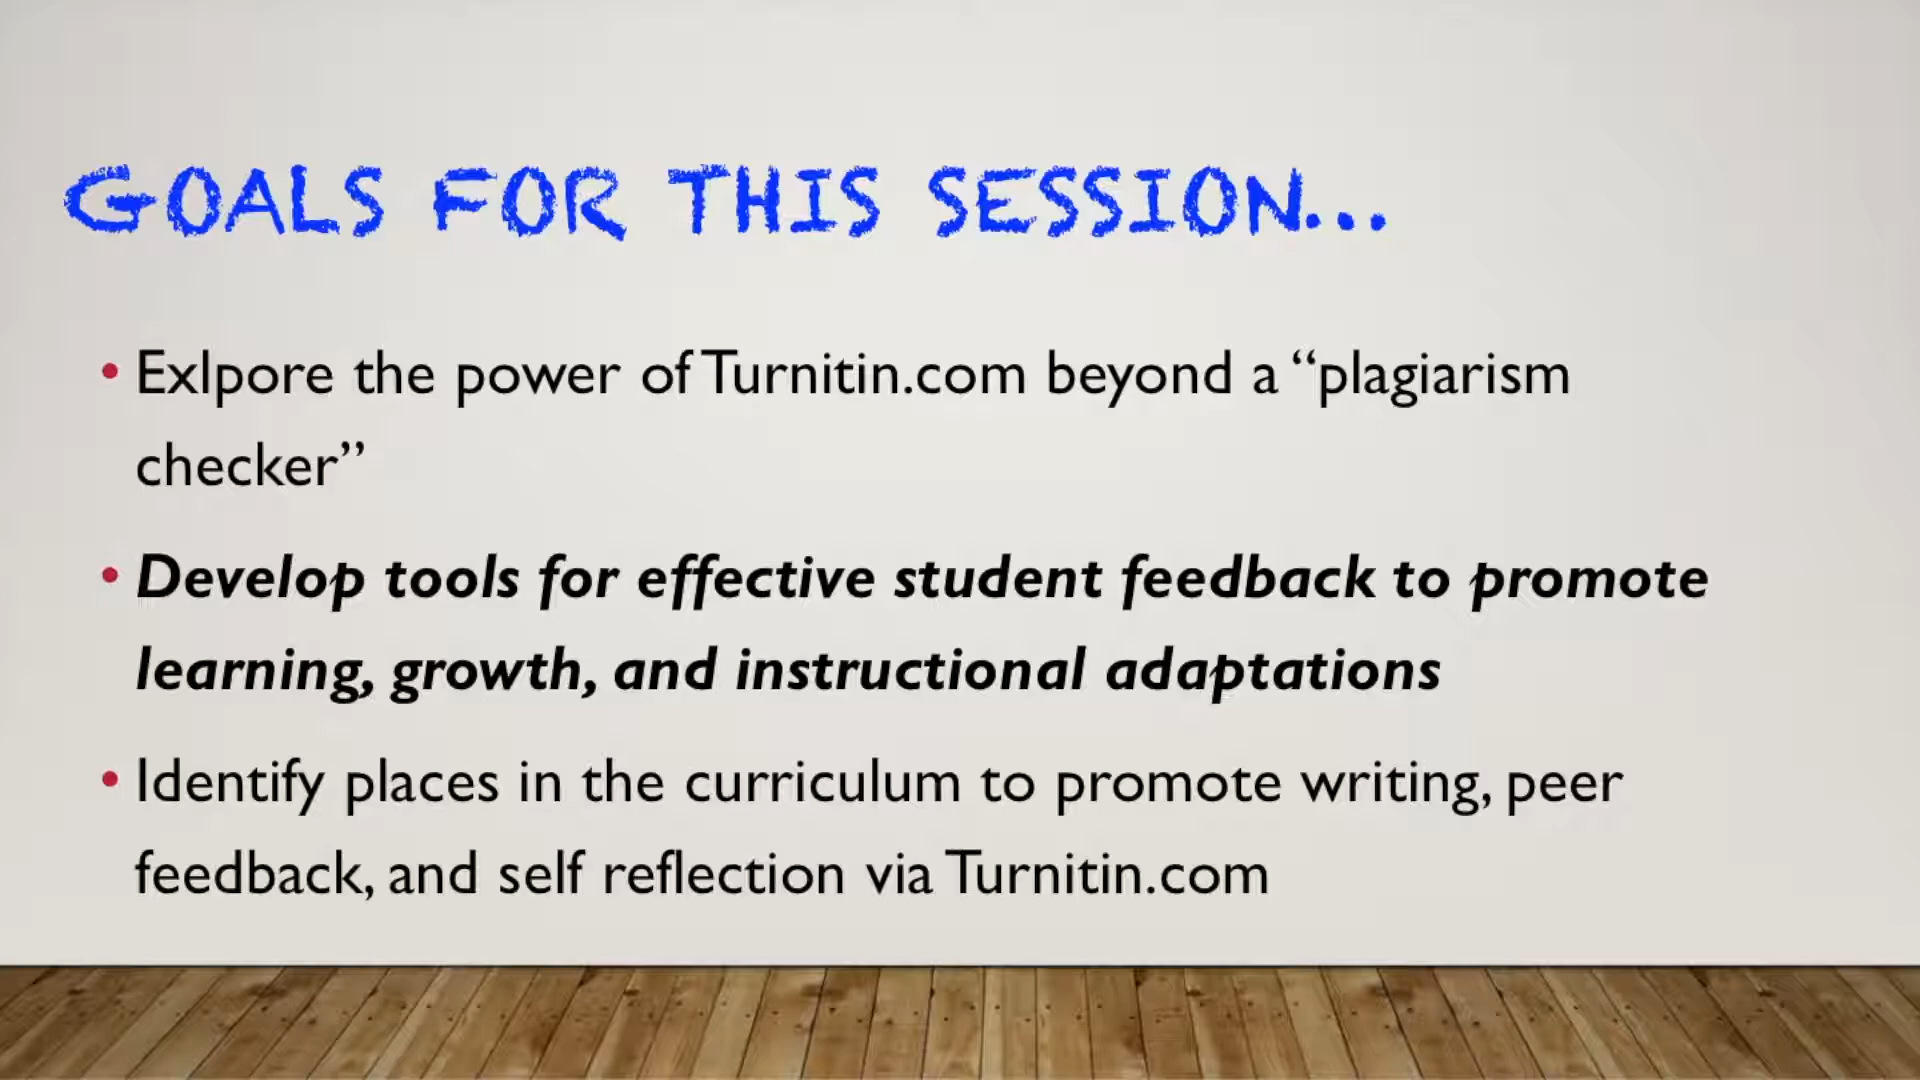 GOALS FOR THIS SESSION...
• Exlpore the power of Turnitin.com beyond a “plagiarism
checker”
• Develop tools for effective student feedback to promote
learning, growth, and instructional adaptations
• Identify places in the curriculum to promote writing, peer
feedback, and self reflection via Turnitin.com